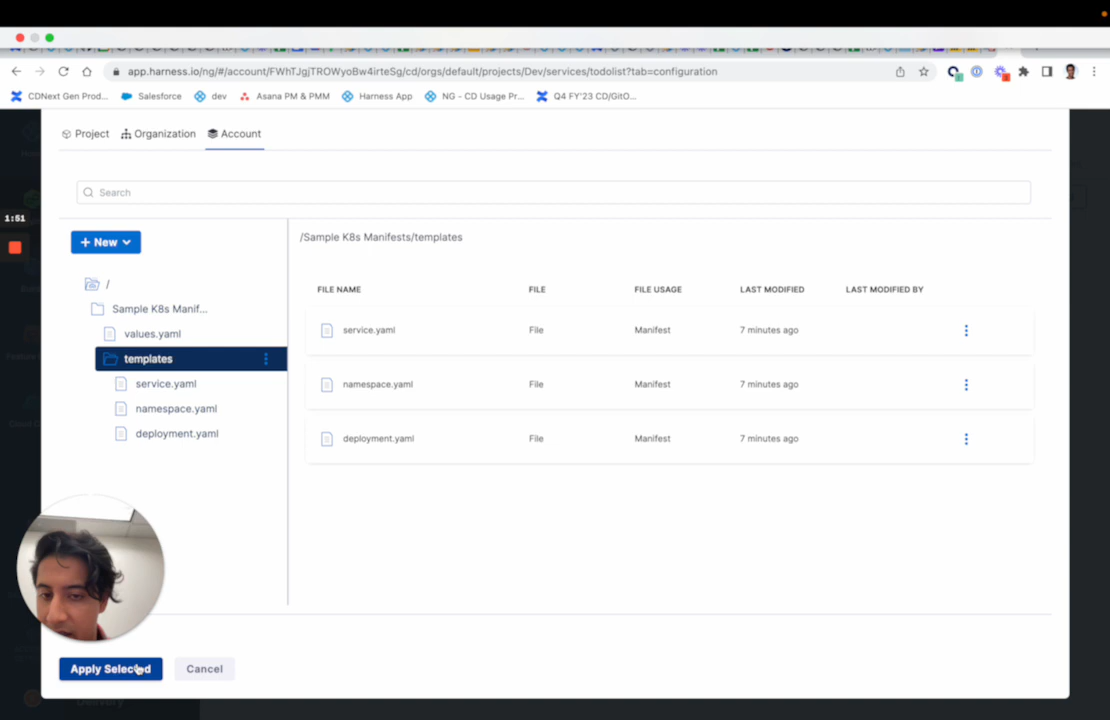 app.harness.io/ng/#/account/FWhTJgjTROWyoBw4irteSg/cd/orgs/default/projects/Dev/services/todolist?tab=configuration
CDNext Gen Prod... Salesforce dev Asana PM & PMM Harness App NG - CD Usage Pr... Q4 FY'23 CD/GitO...
Project Organization Account
Search
1:51
+ New
/Sample K8s Manifests/templates
/
FILE NAME FILE FILE USAGE LAST MODIFIED LAST MODIFIED BY
Sample K8s Manif...
values.yaml
service.yaml File Manifest 7 minutes ago
templates
service.yaml
namespace.yaml File Manifest 7 minutes ago
namespace.yaml
deployment.yaml
deployment.yaml File Manifest 7 minutes ago
Apply Selected Cancel
Delivery